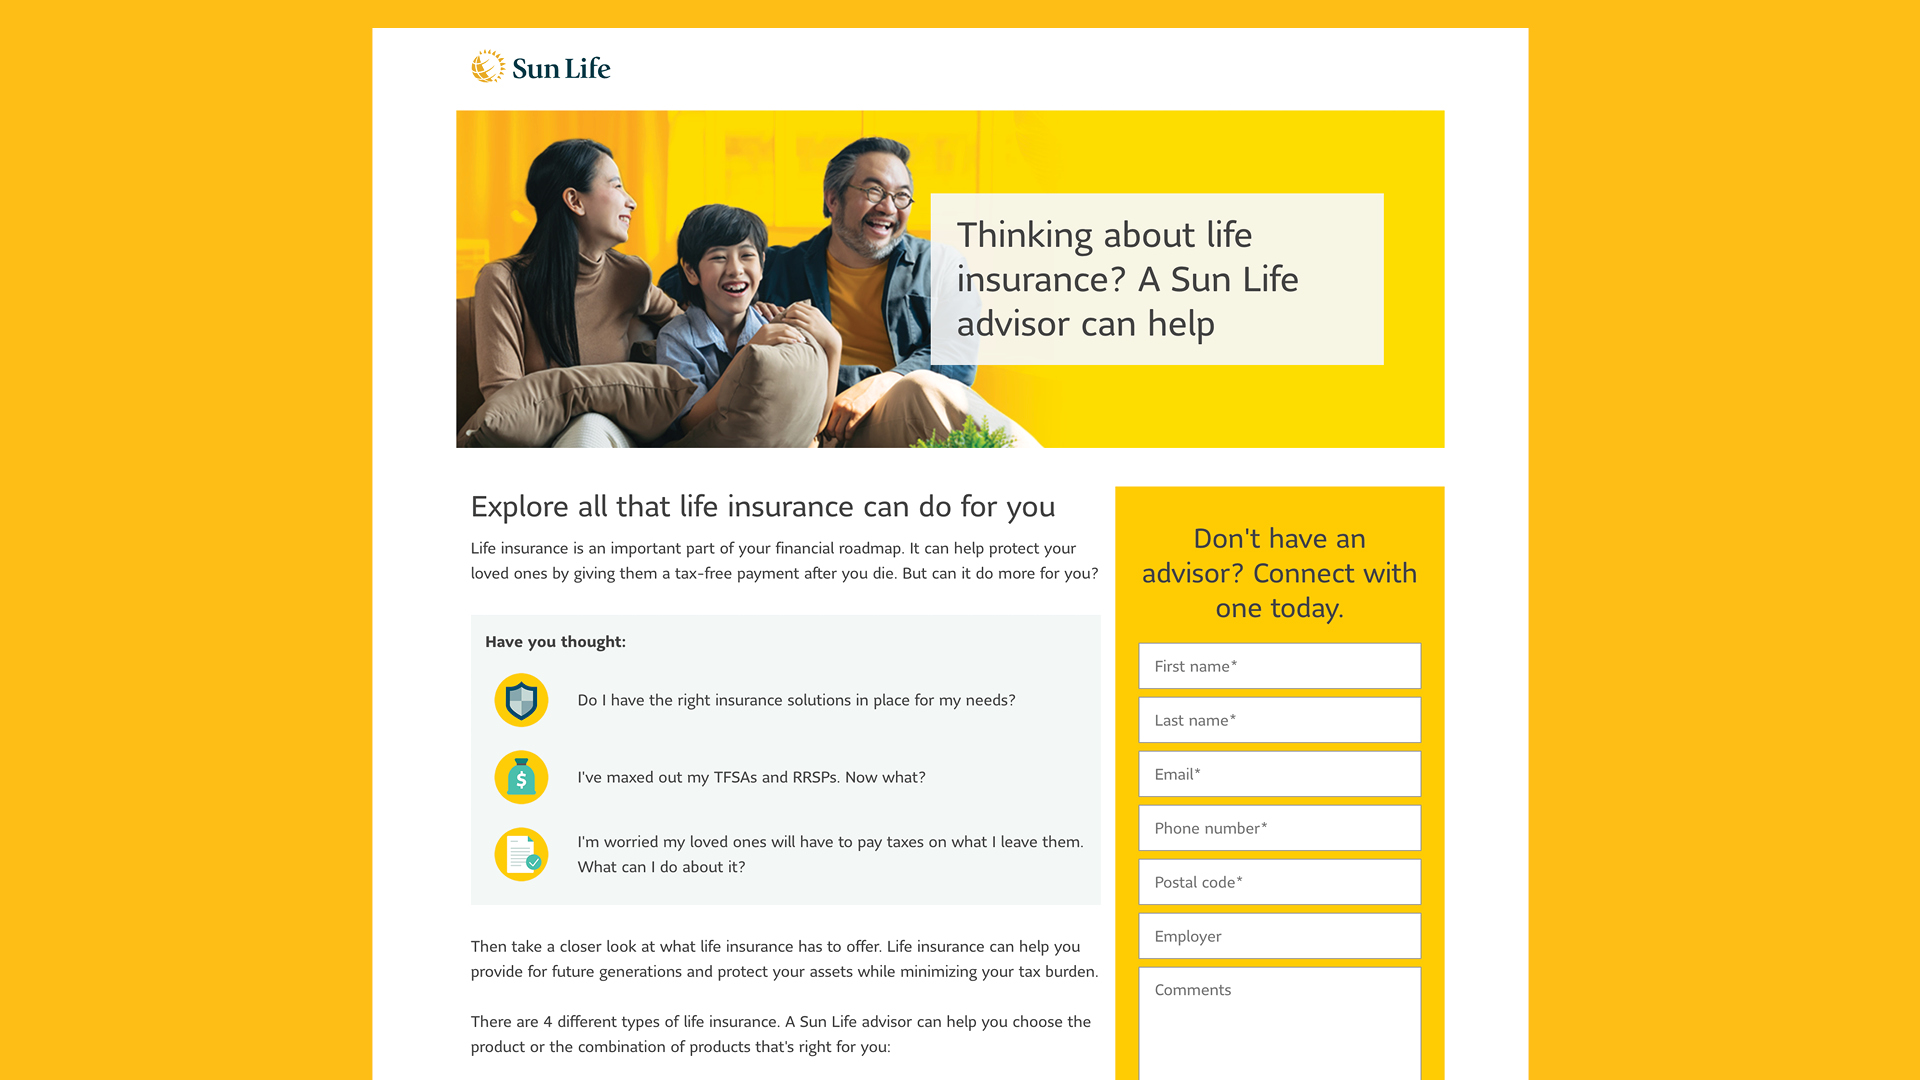 Sun Life
Thinking about life
insurance? A Sun Life
advisor can help
Explore all that life insurance can do for you
Life insurance is an important part of your financial roadmap. It can help protect your
loved ones by giving them a tax-free payment after you die. But can it do more for you?
Have you thought:
Do I have the right insurance solutions in place for my needs?
$
I've maxed out my TFSAs and RRSPs. Now what?
I'm worried my loved ones will have to pay taxes on what I leave them.
What can I do about it?
Then take a closer look at what life insurance has to offer. Life insurance can help you
provide for future generations and protect your assets while minimizing your tax burden.
There are 4 different types of life insurance. A Sun Life advisor can help you choose the
product or the combination of products that's right for you:
Don't have an
advisor? Connect with
one today.
First name*
Last name*
Email*
Phone number*
Postal code*
Employer
Comments